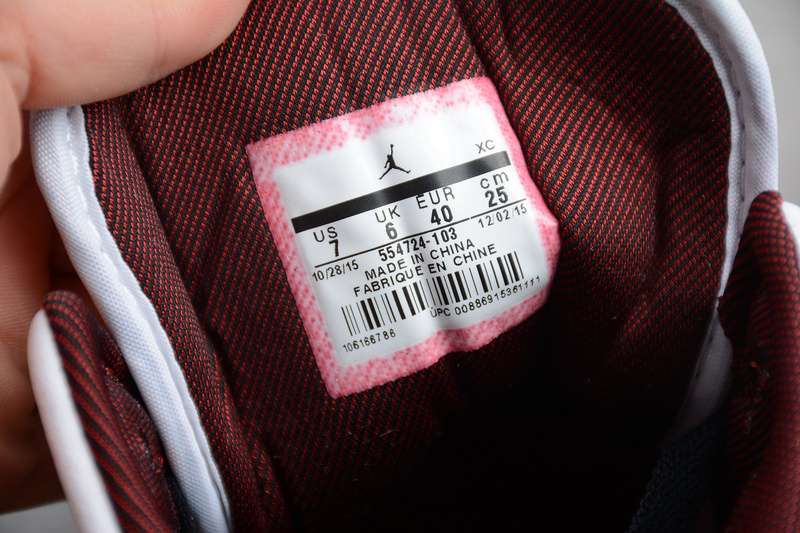 XC
US UK EUR cm
7 6 40 25
10/28/15 554724-103 12/02/15
MADE IN CHINA
FABRIQUE EN CHINE
106166786 UPC 00886915361111